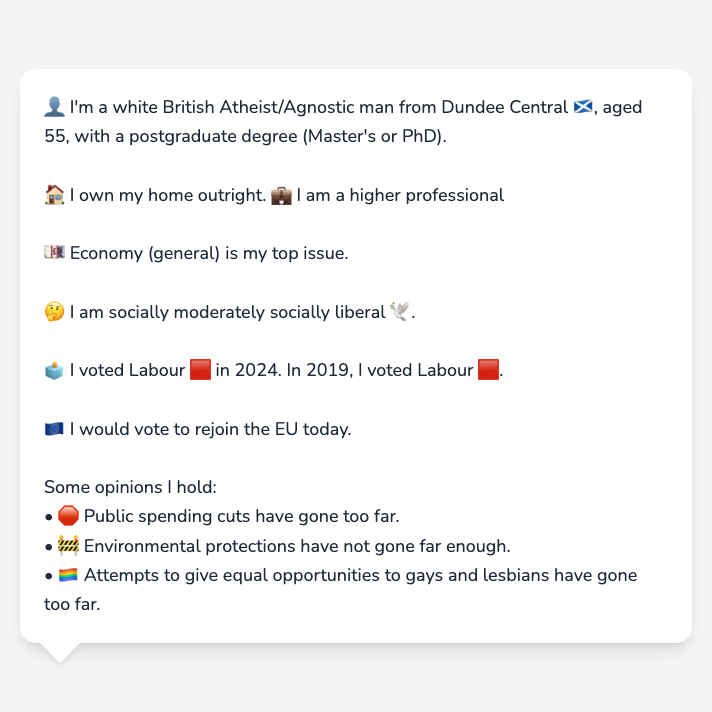 👤 I'm a white British Atheist/Agnostic man from Dundee Central 🏴󠁧󠁢󠁳󠁣󠁴󠁿, aged
55, with a postgraduate degree (Master's or PhD).
🏠 I own my home outright. 💼 I am a higher professional
💷 Economy (general) is my top issue.
🤔 I am socially moderately socially liberal 🕊️.
🗳️ I voted Labour 🟥 in 2024. In 2019, I voted Labour 🟥.
🇪🇺 I would vote to rejoin the EU today.
Some opinions I hold:
• 🛑 Public spending cuts have gone too far.
• 🚧 Environmental protections have not gone far enough.
• 🏳️‍🌈 Attempts to give equal opportunities to gays and lesbians have gone
too far.